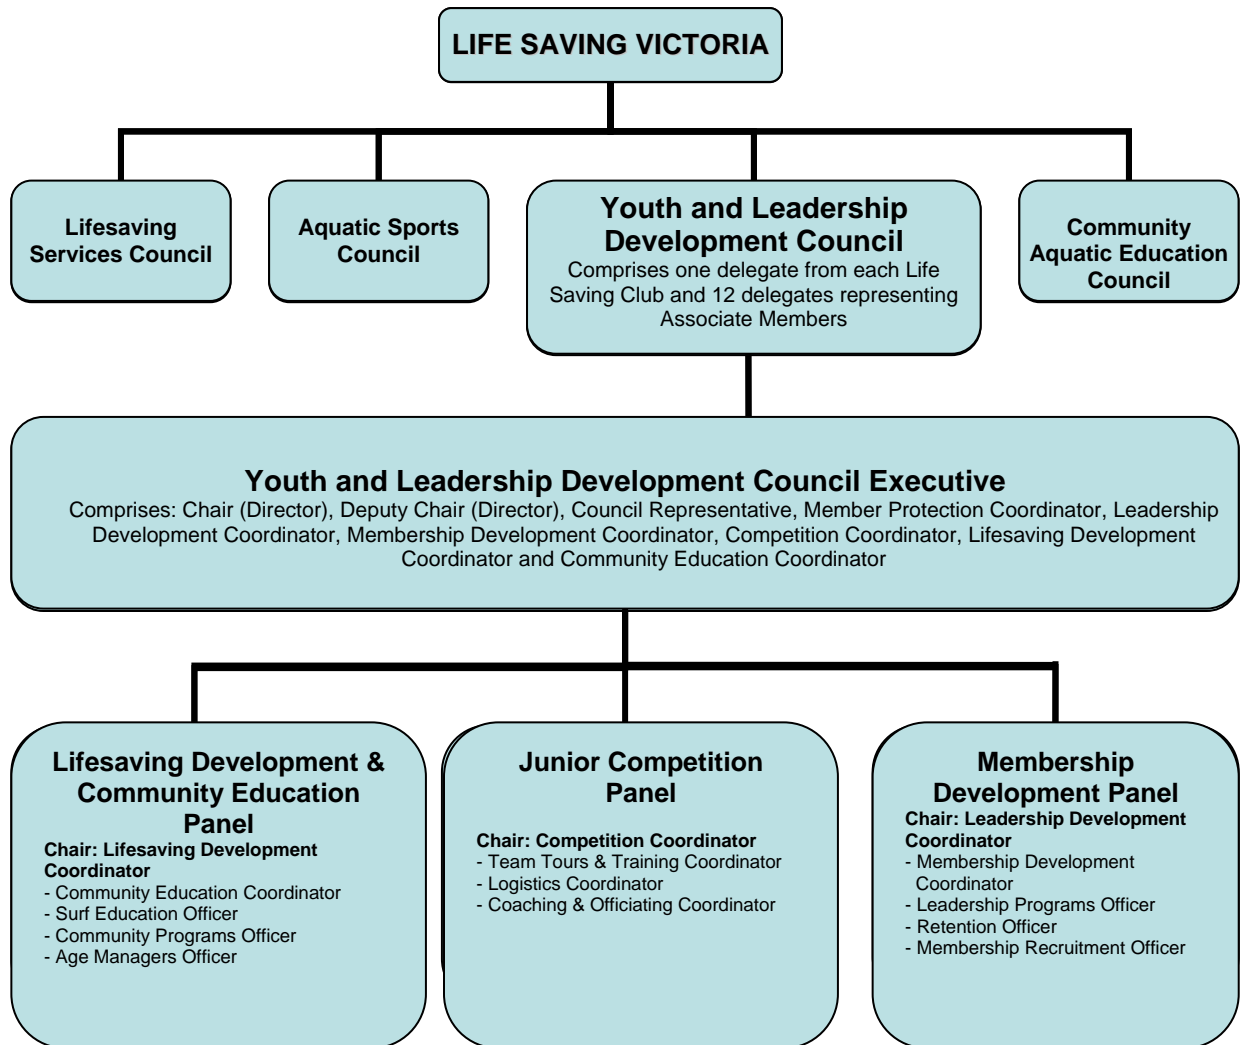 LIFE SAVING VICTORIA
Lifesaving
Services Council
Aquatic Sports
Council
Youth and Leadership
Development Council
Comprises one delegate from each Life
Saving Club and 12 delegates representing
Associate Members
Community
Aquatic Education
Council
Youth and Leadership Development Council Executive
Comprises: Chair (Director), Deputy Chair (Director), Council Representative, Member Protection Coordinator, Leadership
Development Coordinator, Membership Development Coordinator, Competition Coordinator, Lifesaving Development
Coordinator and Community Education Coordinator
Lifesaving Development &
Community Education
Panel
Chair: Lifesaving Development
Coordinator
- Community Education Coordinator
- Surf Education Officer
- Community Programs Officer
- Age Managers Officer
Junior Competition
Panel
Chair: Competition Coordinator
- Team Tours & Training Coordinator
- Logistics Coordinator
- Coaching & Officiating Coordinator
Membership
Development Panel
Chair: Leadership Development
Coordinator
- Membership Development
Coordinator
- Leadership Programs Officer
- Retention Officer
- Membership Recruitment Officer